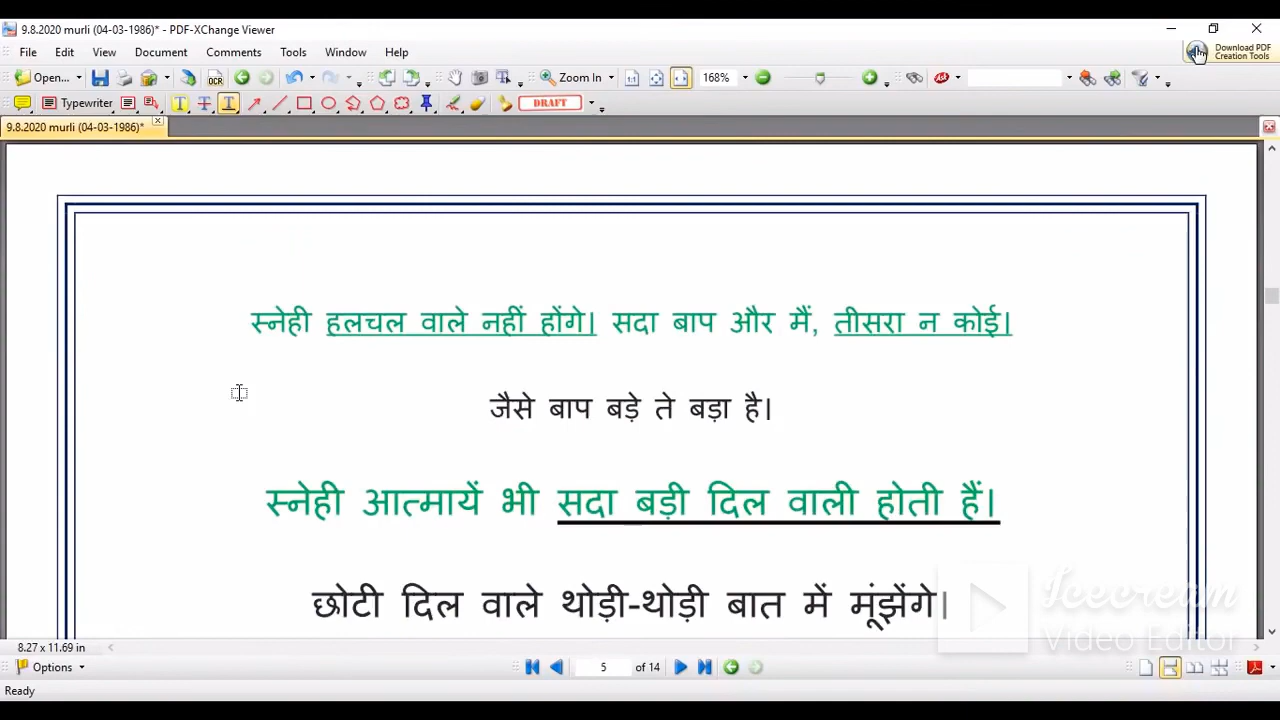 9.8.2020 murli (04-03-1986)* - PDF-XChange Viewer
File Edit View Document Comments Tools Window Help
Download PDF
Creation Tools
Open... OCR Zoom In 168%
Typewriter T T T DRAFT
9.8.2020 murli (04-03-1986)*
स्नेही हलचल वाले नहीं होंगे। सदा बाप और मैं, तीसरा न कोई।
जैसे बाप बड़े ते बड़ा है।
स्नेही आत्मायें भी सदा बड़ी दिल वाली होती हैं।
छोटी दिल वाले थोड़ी-थोड़ी बात में मूंझेंगे।
Icecream
Video Editor
8.27 x 11.69 in
Options 5 of 14
Ready